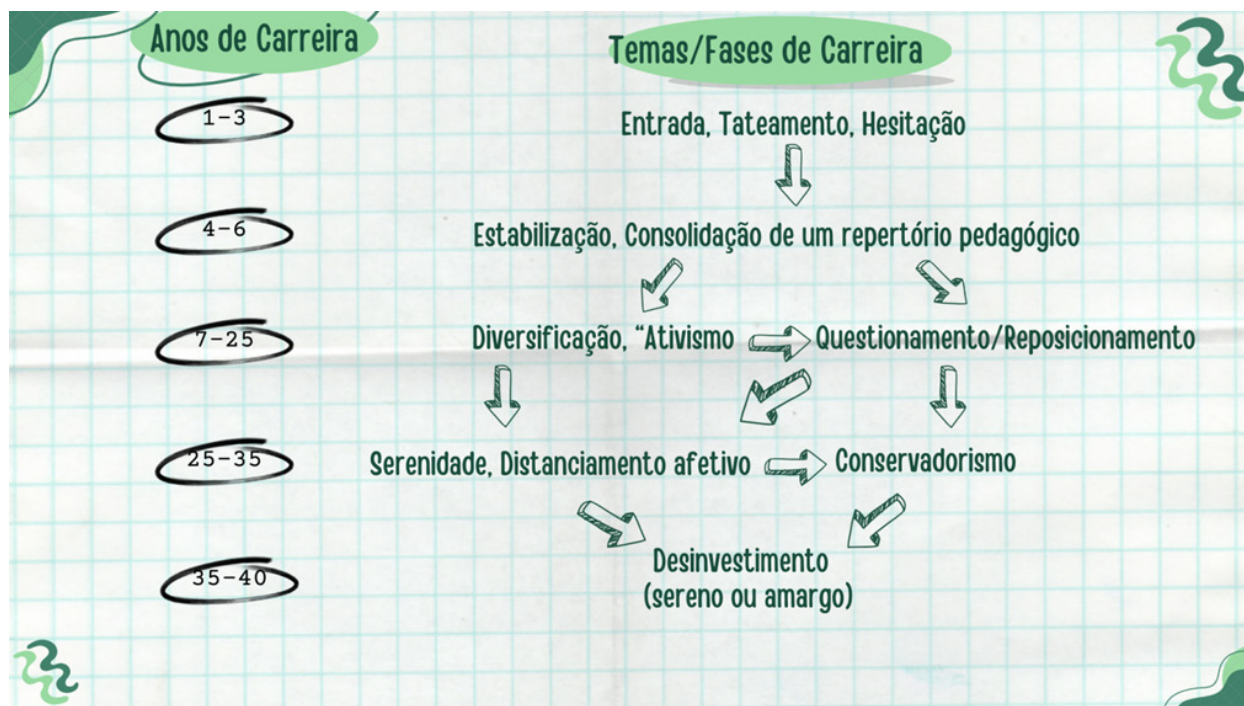 Anos de Carreira
Temas/Fases de Carreira
1-3
Entrada, Tateamento, Hesitação
4-6
Estabilização, Consolidação de um repertório pedagógico
7-25
Diversificação, “Ativismo
Questionamento/Reposicionamento
25-35
Serenidade, Distanciamento afetivo
Conservadorismo
35-40
Desinvestimento
(sereno ou amargo)